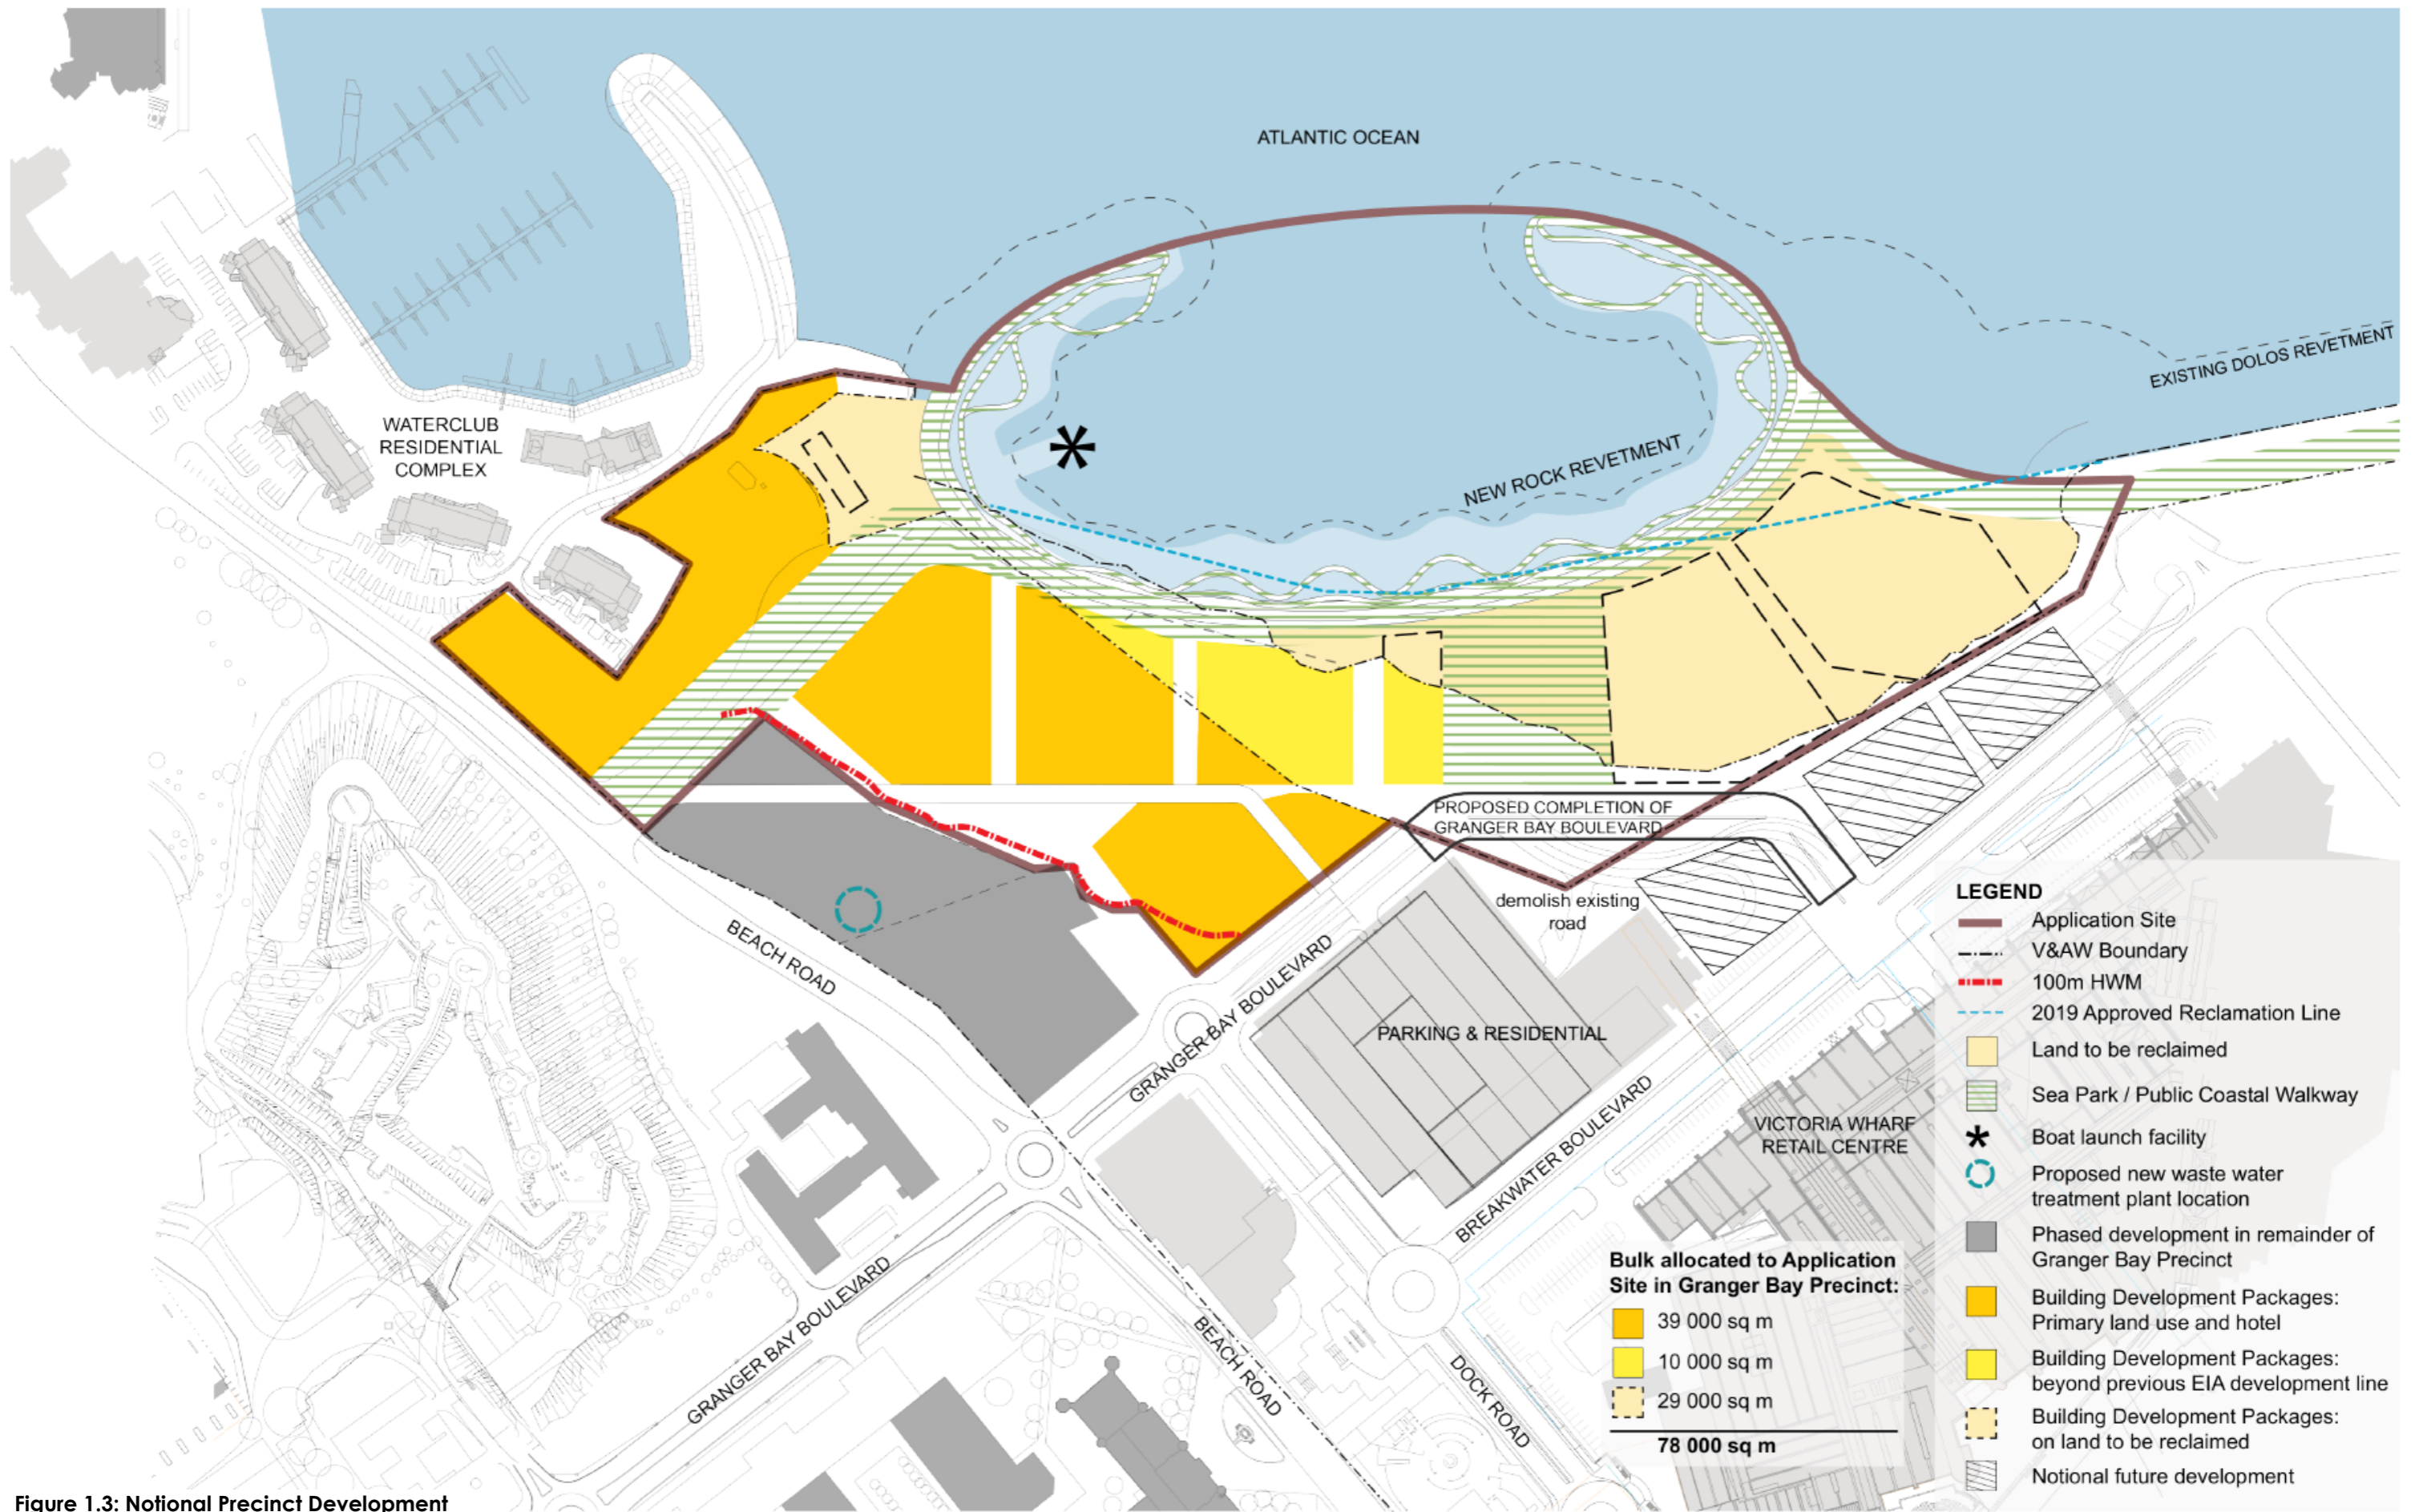 ATLANTIC OCEAN
EXISTING DOLOS REVETMENT
WATERCLUB
RESIDENTIAL
COMPLEX
NEW ROCK REVETMENT
PROPOSED COMPLETION OF
GRANGER BAY BOULEVARD
demolish existing
road
BEACH ROAD
GRANGER BAY BOULEVARD
PARKING & RESIDENTIAL
VICTORIA WHARF
RETAIL CENTRE
BREAKWATER BOULEVARD
GRANGER BAY BOULEVARD
BEACH ROAD
DOCK ROAD
Bulk allocated to Application
Site in Granger Bay Precinct:
39 000 sq m
10 000 sq m
29 000 sq m
78 000 sq m
LEGEND
Application Site
V&AW Boundary
100m HWM
2019 Approved Reclamation Line
Land to be reclaimed
Sea Park / Public Coastal Walkway
Boat launch facility
Proposed new waste water
treatment plant location
Phased development in remainder of
Granger Bay Precinct
Building Development Packages:
Primary land use and hotel
Building Development Packages:
beyond previous EIA development line
Building Development Packages:
on land to be reclaimed
Notional future development
Figure 1.3: Notional Precinct Development